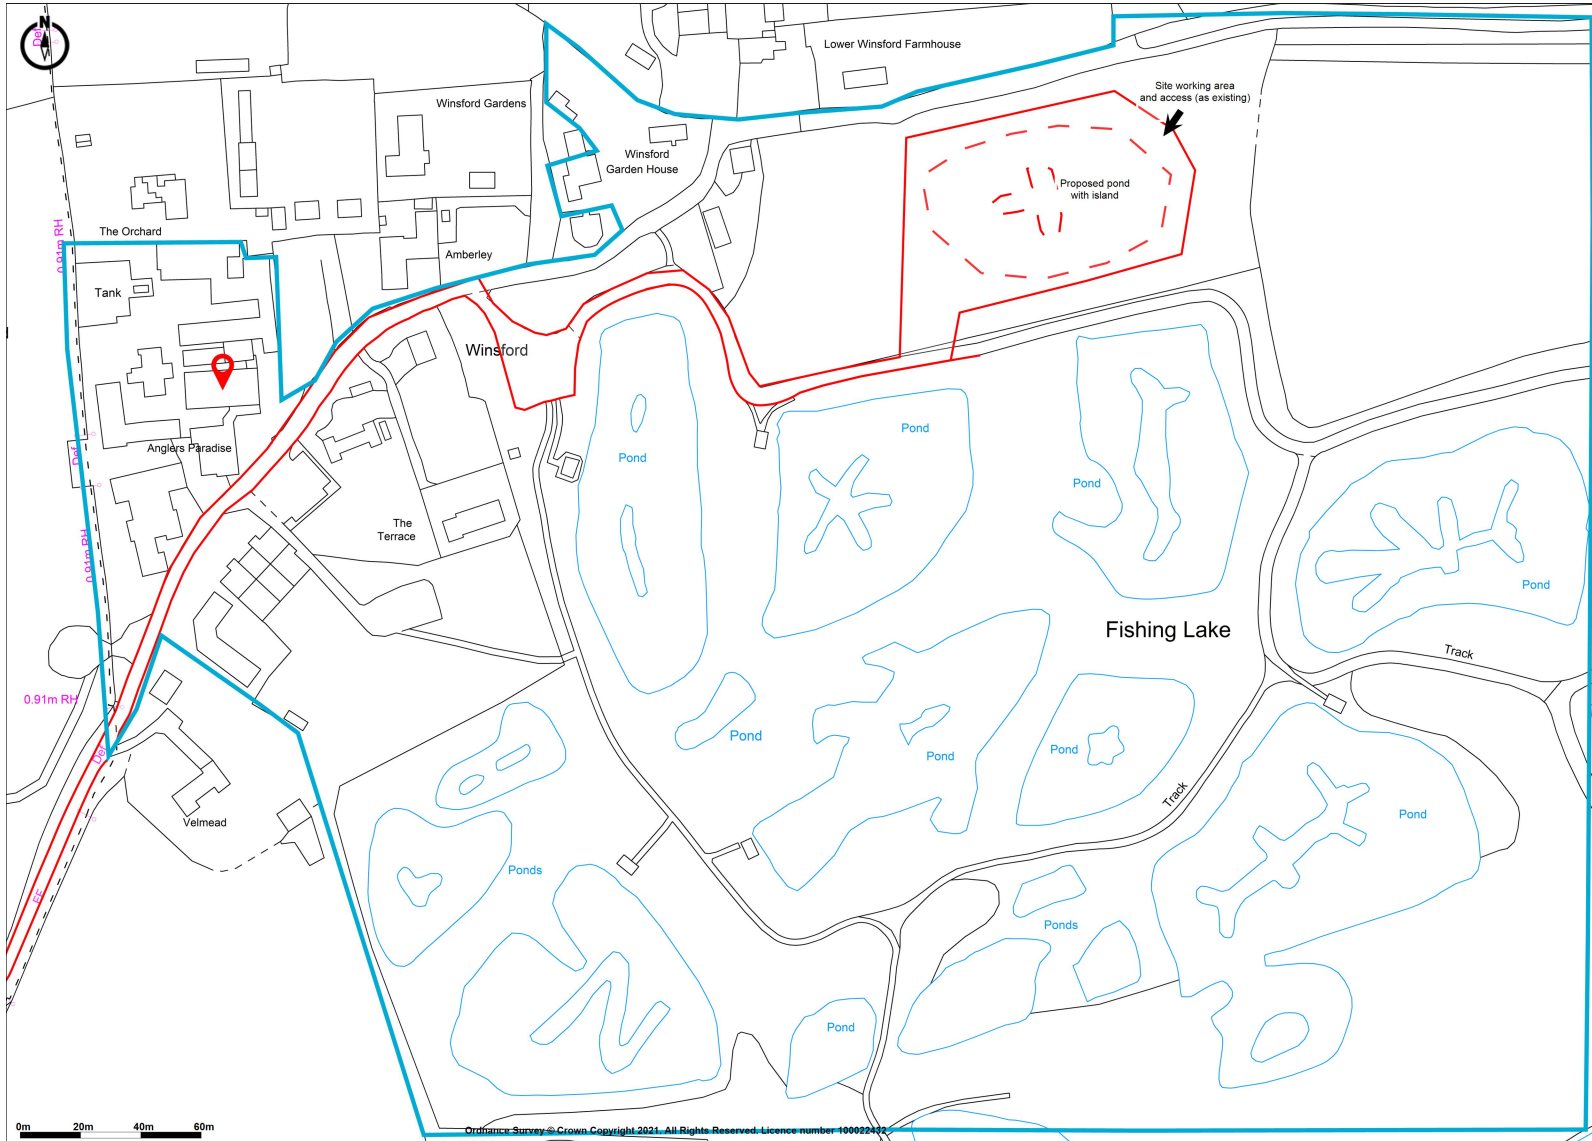 N
Def
Lower Winsford Farmhouse
Site working area
and access (as existing)
Winsford Gardens
Winsford
Garden House
Proposed pond
with island
The Orchard
0.91m RH
Amberley
Tank
Winsford
Anglers Paradise
Def
Pond
Pond
Pond
The
Terrace
0.91m RH
Pond
Fishing Lake
Track
0.91m RH
Def
Pond
Pond
Pond
Track
Pond
Velmead
Ponds
FF
Ponds
Pond
0m
20m
40m
60m
Ordnance Survey © Crown Copyright 2021. All Rights Reserved. Licence number 100022432